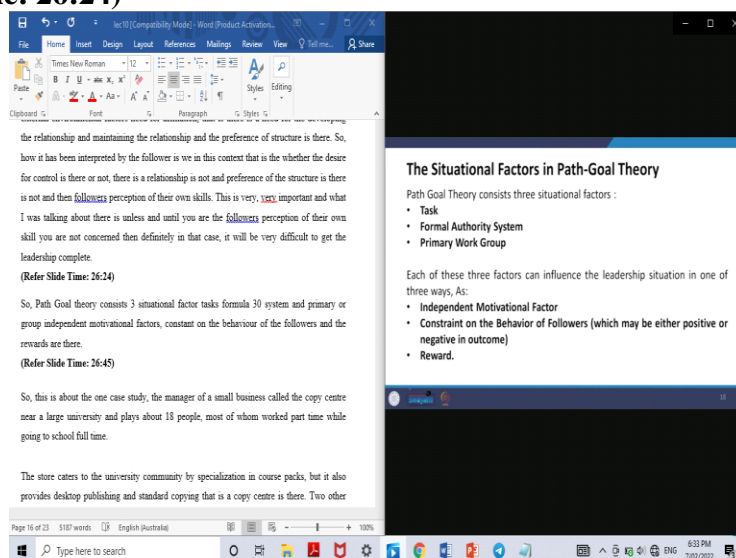 lec10 [Compatibility Mode] - Word (Product Activation...
File Home Insert Design Layout References Mailings Review View Tell me... Share
Times New Roman 12
Paste
B I U abc X₂ X²
Styles Editing
Clipboard Font Paragraph Styles
the relationship and maintaining the relationship and the preference of structure is there. So,
how it has been interpreted by the follower is we in this context that is the whether the desire
for control is there or not, there is a relationship is not and preference of the structure is there
is not and then followers perception of their own skills. This is very, very important and what
I was talking about there is unless and until you are the followers perception of their own
skill you are not concerned then definitely in that case, it will be very difficult to get the
leadership complete.
(Refer Slide Time: 26:24)
So, Path Goal theory consists 3 situational factor tasks formula 30 system and primary or
group independent motivational factors, constant on the behaviour of the followers and the
rewards are there.
(Refer Slide Time: 26:45)
So, this is about the one case study, the manager of a small business called the copy centre
near a large university and plays about 18 people, most of whom worked part time while
going to school full time.
The store caters to the university community by specialization in course packs, but it also
provides desktop publishing and standard copying that is a copy centre is there. Two other
Page 16 of 23 5187 words English (Australia) 100%
The Situational Factors in Path-Goal Theory
Path Goal Theory consists three situational factors :
• Task
• Formal Authority System
• Primary Work Group
Each of these three factors can influence the leadership situation in one of
three ways, As:
• Independent Motivational Factor
• Constraint on the Behavior of Followers (which may be either positive or
negative in outcome)
• Reward.
swayam
Type here to search
ENG
6:33 PM
7/02/2022